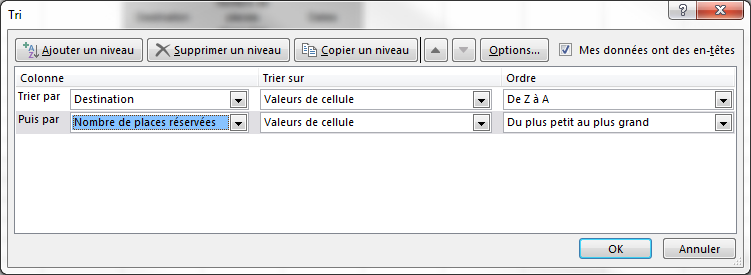 Tri
Ajouter un niveau Supprimer un niveau Copier un niveau Options... Mes données ont des en-têtes
Colonne Trier sur Ordre
Trier par Destination Valeurs de cellule De Z à A
Puis par Nombre de places réservées Valeurs de cellule Du plus petit au plus grand
OK Annuler